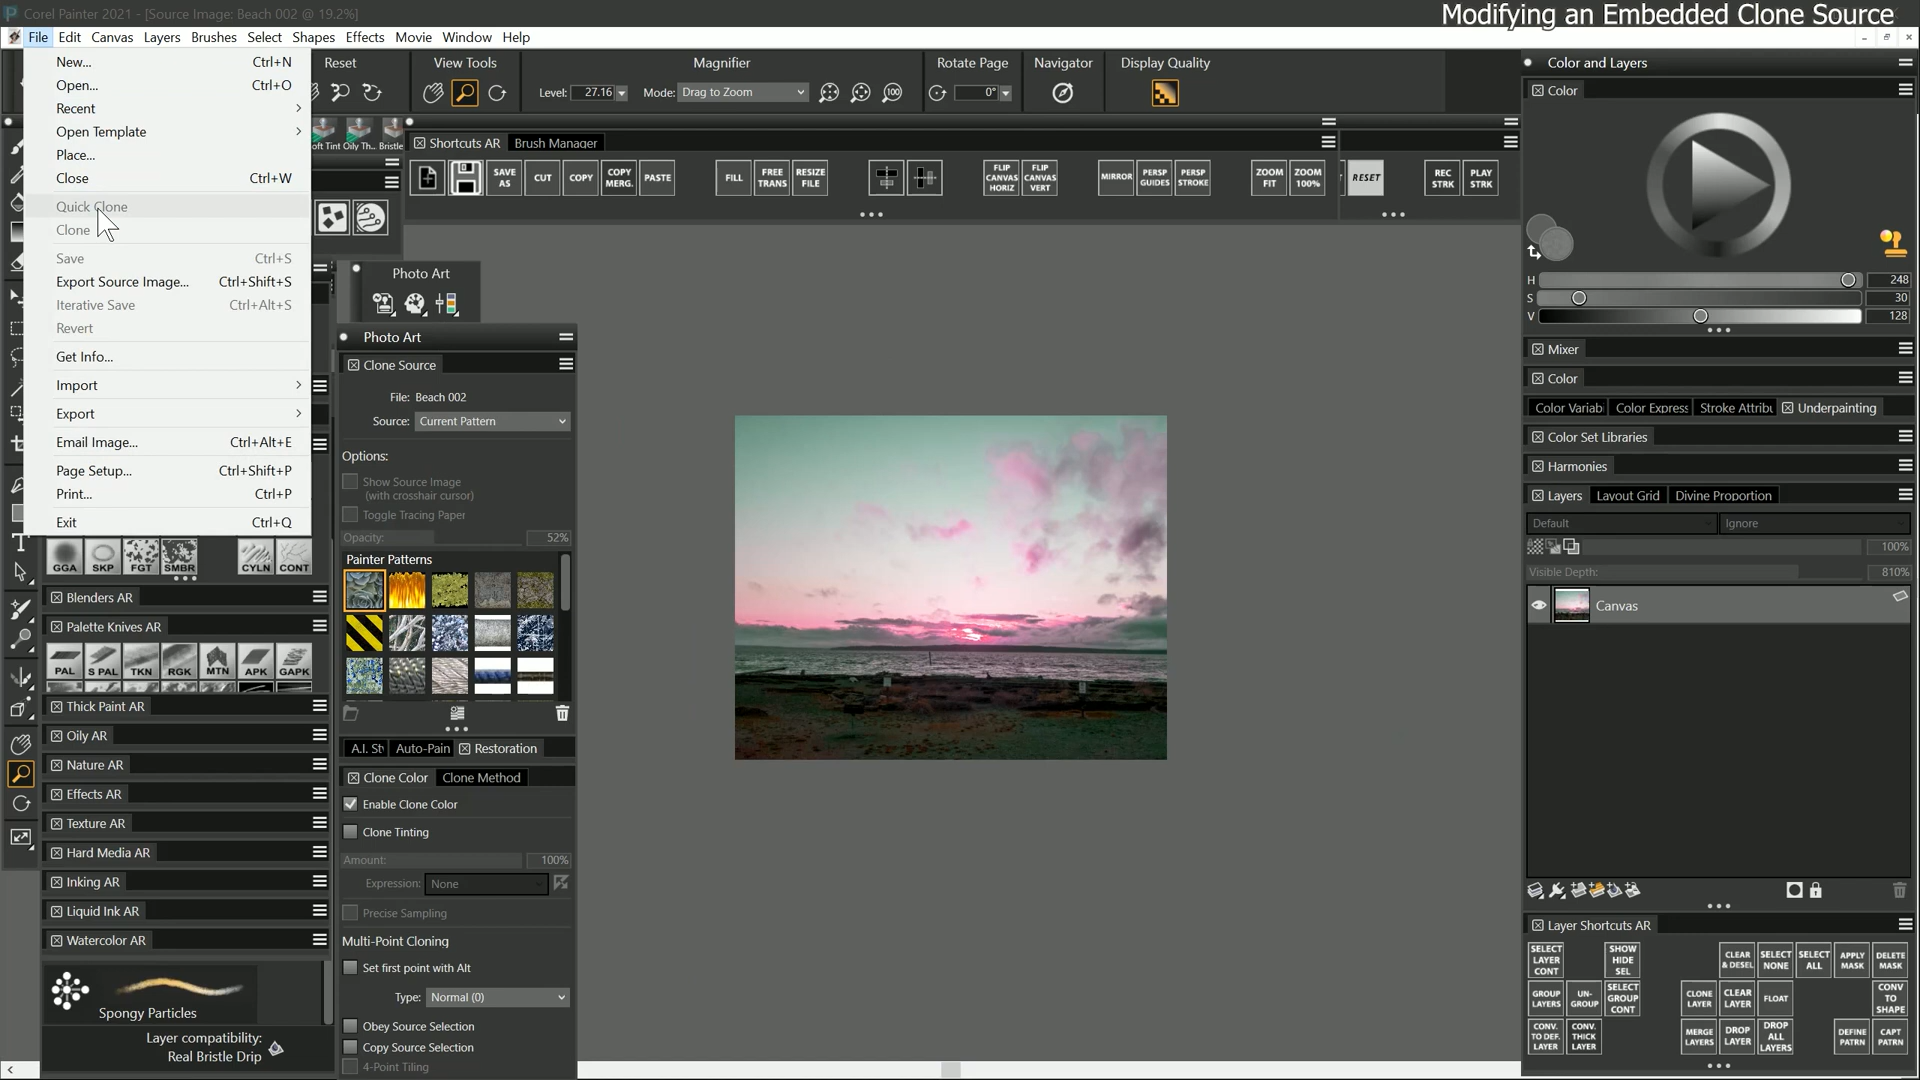 Corel Painter 2021 - [Source Image: Beach 002 @ 19.2%]
Modifying an Embedded Clone Source
File Edit Canvas Layers Brushes Select Shapes Effects Movie Window Help
New... Ctrl+N
Open... Ctrl+O
Recent
Open Template
Place...
Close Ctrl+W
Quick Clone
Clone
Save Ctrl+S
Export Source Image... Ctrl+Shift+S
Iterative Save Ctrl+Alt+S
Revert
Get Info...
Import
Export
Email Image... Ctrl+Alt+E
Page Setup... Ctrl+Shift+P
Print... Ctrl+P
Exit Ctrl+Q
Reset
View Tools
Magnifier
Rotate Page
Navigator
Display Quality
Level: 27.16
Mode: Drag to Zoom
100
0°
oft Tint Oily Th... Bristle
Shortcuts AR
Brush Manager
SAVE AS
CUT
COPY
COPY MERG.
PASTE
FILL
FREE TRANS
RESIZE FILE
FLIP CANVAS HORIZ
FLIP CANVAS VERT
MIRROR
PERSP GUIDES
PERSP STROKE
ZOOM FIT
ZOOM 100%
RESET
REC STRK
PLAY STRK
Photo Art
Photo Art
Clone Source
File: Beach 002
Source: Current Pattern
Options:
Show Source Image
(with crosshair cursor)
Toggle Tracing Paper
Opacity: 52%
Painter Patterns
A.I. St
Auto-Pain
Restoration
Clone Color
Clone Method
Enable Clone Color
Clone Tinting
Amount: 100%
Expression: None
Precise Sampling
Multi-Point Cloning
Set first point with Alt
Type: Normal (0)
Obey Source Selection
Copy Source Selection
4-Point Tiling
GGA SKP FGT SMBR CYLN CONT
Blenders AR
Palette Knives AR
PAL S PAL TKN RGK MTN APK GAPK
Thick Paint AR
Oily AR
Nature AR
Effects AR
Texture AR
Hard Media AR
Inking AR
Liquid Ink AR
Watercolor AR
Spongy Particles
Layer compatibility:
Real Bristle Drip
Color and Layers
Color
H 248
S 30
V 128
Mixer
Color
Color Variab
Color Express
Stroke Attribu
Underpainting
Color Set Libraries
Harmonies
Layers
Layout Grid
Divine Proportion
Default
Ignore
100%
Visible Depth: 810%
Canvas
Layer Shortcuts AR
SELECT LAYER CONT
SHOW HIDE SEL
CLEAR & DESEL
SELECT NONE
SELECT ALL
APPLY MASK
DELETE MASK
GROUP LAYERS
UN-GROUP
SELECT GROUP CONT
CLONE LAYER
CLEAR LAYER
FLOAT
CONV TO SHAPE
CONV. TO DEF. LAYER
CONV. THICK LAYER
MERGE LAYERS
DROP LAYER
DROP ALL LAYERS
DEFINE PATRN
CAPT PATRN